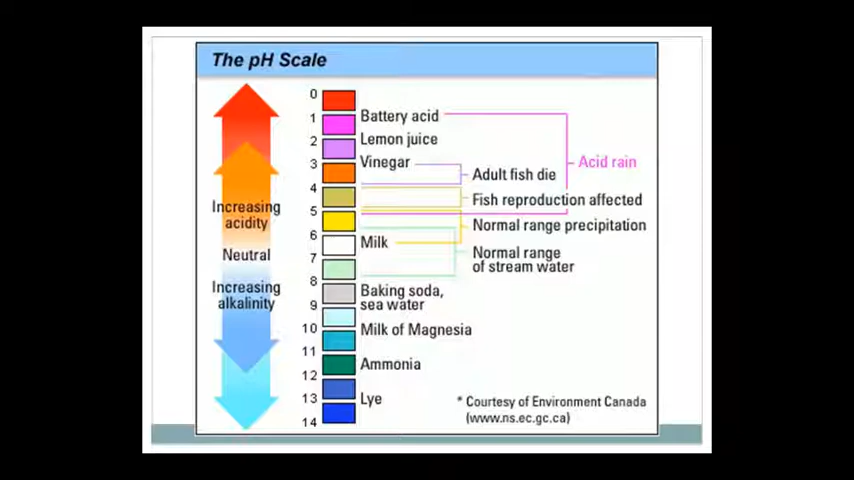 The pH Scale
0
1
2
3
4
5
6
7
8
9
10
11
12
13
14
Increasing
acidity
Neutral
Increasing
alkalinity
Battery acid
Lemon juice
Vinegar
Milk
Baking soda,
sea water
Milk of Magnesia
Ammonia
Lye
Adult fish die
Fish reproduction affected
Normal range precipitation
Normal range
of stream water
Acid rain
* Courtesy of Environment Canada
(www.ns.ec.gc.ca)